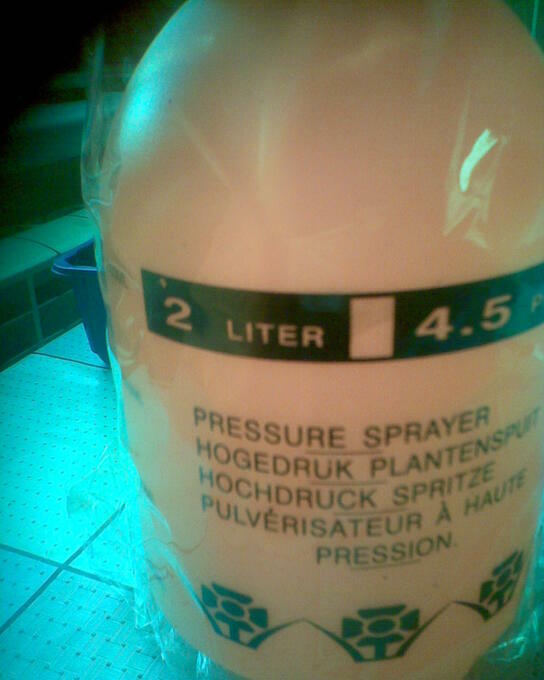 2 LITER 4.5 P
PRESSURE SPRAYER
HOGEDRUK PLANTENSPUIT
HOCHDRUCK SPRITZE
PULVÉRISATEUR À HAUTE
PRESSION.